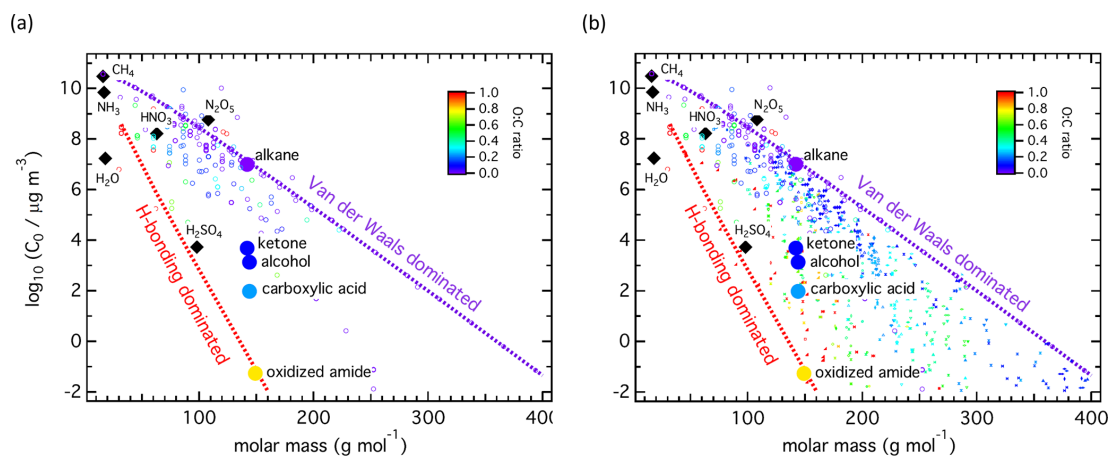 (a)
(b)
log10 (C0 / μg m⁻³)
10
8
6
4
2
0
-2
100
200
300
400
molar mass (g mol⁻¹)
CH4
NH3
HNO3
N2O5
H2O
H2SO4
alkane
ketone
alcohol
carboxylic acid
oxidized amide
Van der Waals dominated
H-bonding dominated
1.0
0.8
0.6
0.4
0.2
0.0
O:C ratio
10
8
6
4
2
0
-2
100
200
300
400
molar mass (g mol⁻¹)
CH4
NH3
HNO3
N2O5
H2O
H2SO4
alkane
ketone
alcohol
carboxylic acid
oxidized amide
Van der Waals dominated
H-bonding dominated
1.0
0.8
0.6
0.4
0.2
0.0
O:C ratio